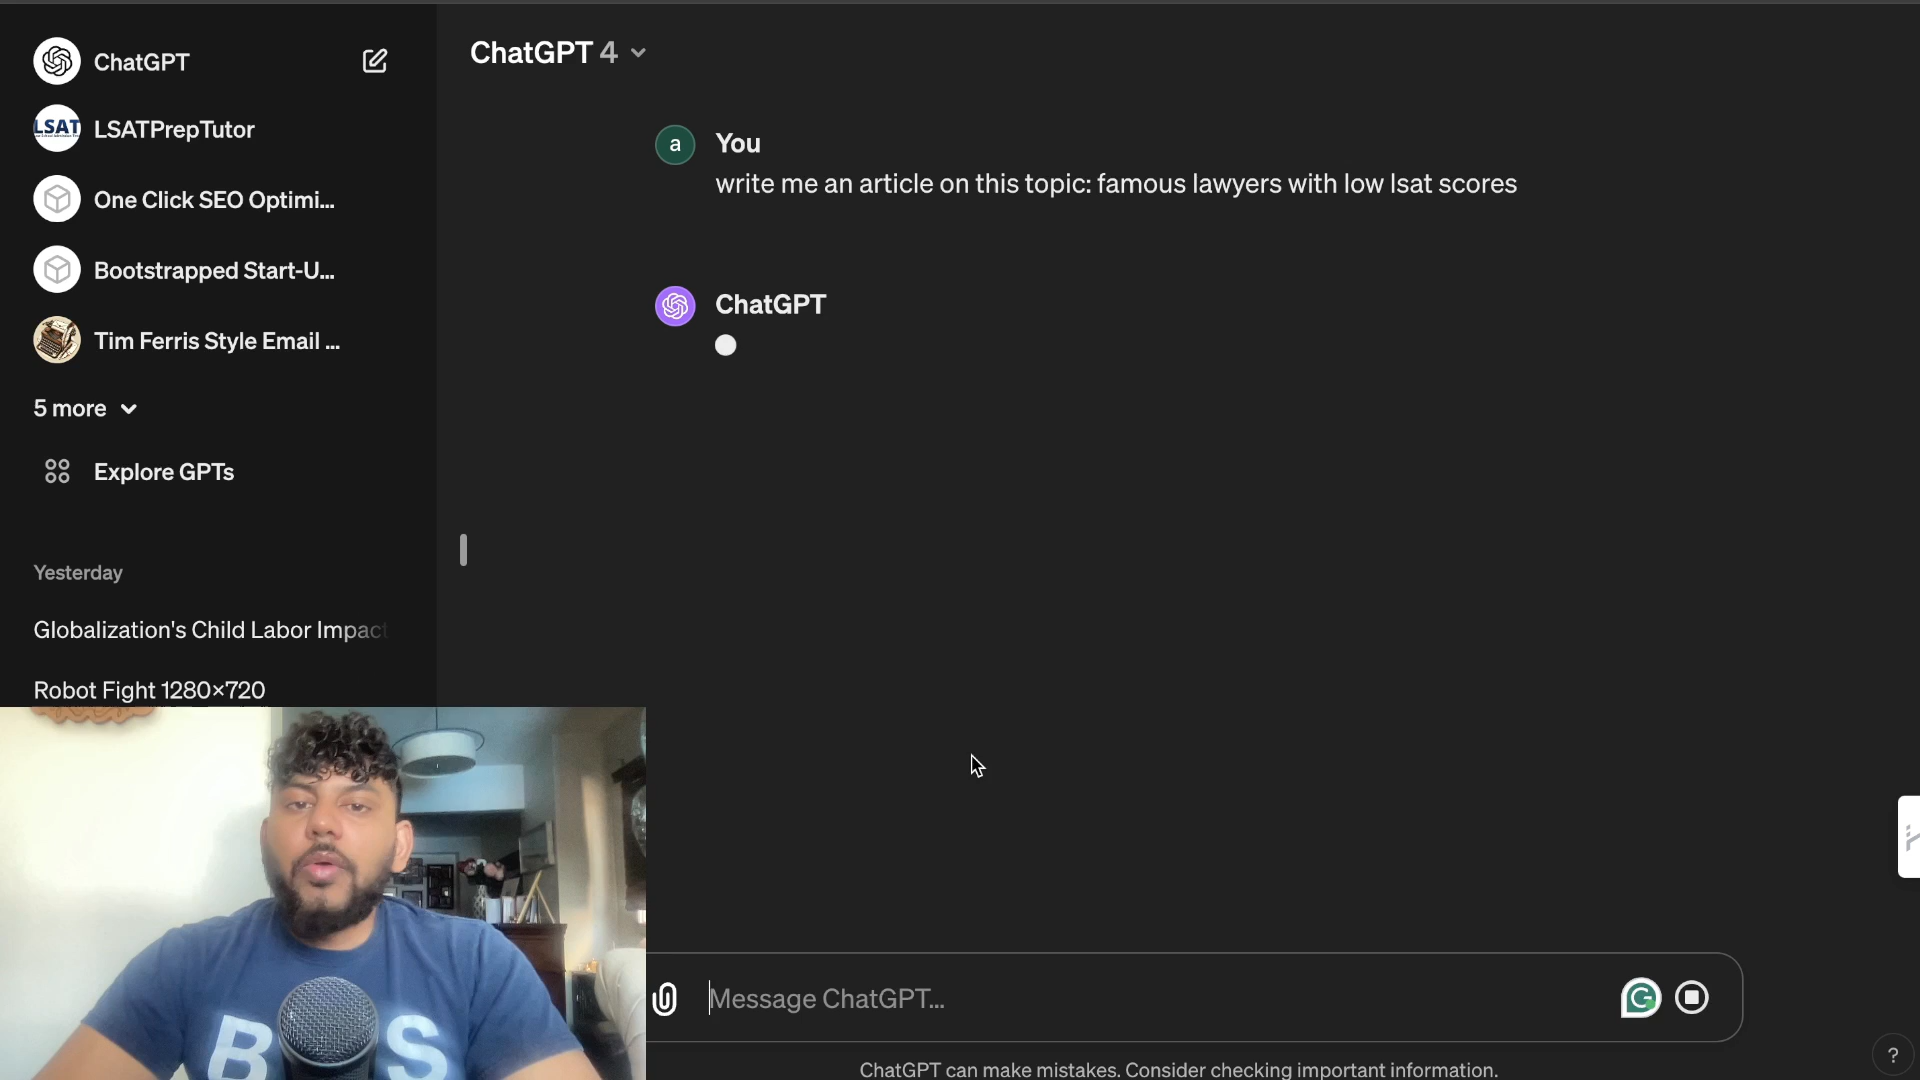 ChatGPT
LSAT
LSATPrepTutor
One Click SEO Optimi...
Bootstrapped Start-U...
Tim Ferris Style Email ...
5 more
Explore GPTs
Yesterday
Globalization's Child Labor Impact
Robot Fight 1280×720
ChatGPT 4
a
You
write me an article on this topic: famous lawyers with low lsat scores
ChatGPT
Message ChatGPT...
ChatGPT can make mistakes. Consider checking important information.
?
B S